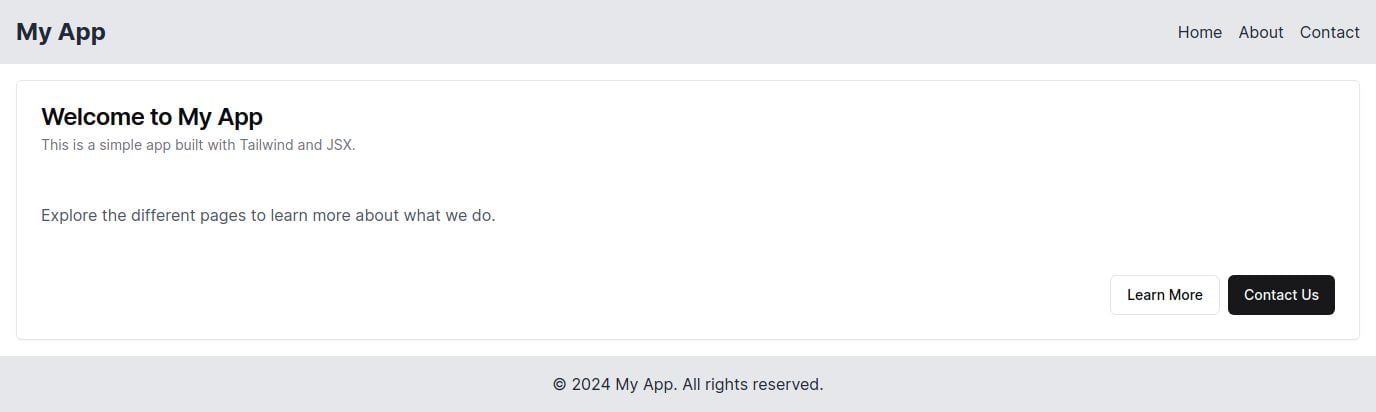 My App
Home About Contact
Welcome to My App
This is a simple app built with Tailwind and JSX.
Explore the different pages to learn more about what we do.
Learn More Contact Us
© 2024 My App. All rights reserved.